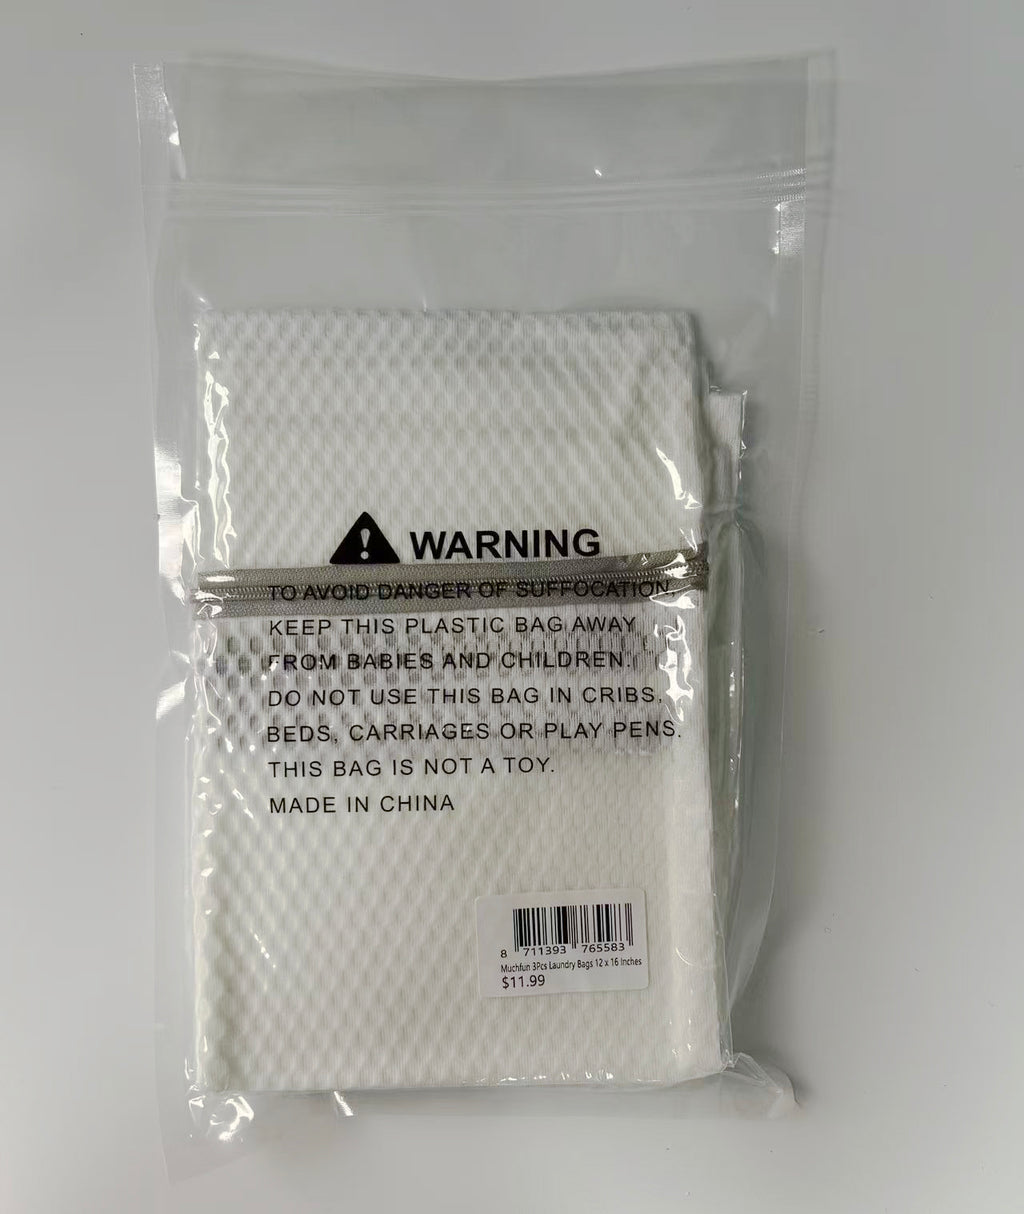 WARNING
TO AVOID DANGER OF SUFFOCATION,
KEEP THIS PLASTIC BAG AWAY
FROM BABIES AND CHILDREN.
DO NOT USE THIS BAG IN CRIBS,
BEDS, CARRIAGES OR PLAY PENS.
THIS BAG IS NOT A TOY.
MADE IN CHINA
8 711393 765583
Muchfun 3Pcs Laundry Bags 12 x 16 Inches
$11.99